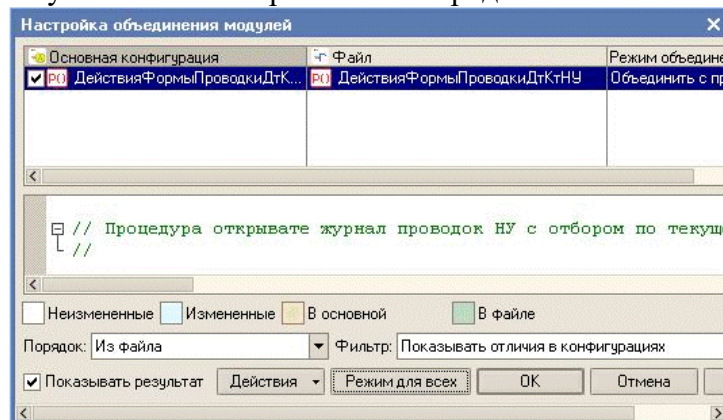 Настройка объединения модулей
Основная конфигурация Файл Режим объедине
P() ДействияФормыПроводкиДтК... P() ДействияФормыПроводкиДтКтНУ Объединить с пр
// Процедура открывате журнал проводок НУ с отбором по текущ
//
Неизмененные Измененные В основной В файле
Порядок: Из файла Фильтр: Показывать отличия в конфигурациях
Показывать результат Действия Режим для всех OK Отмена